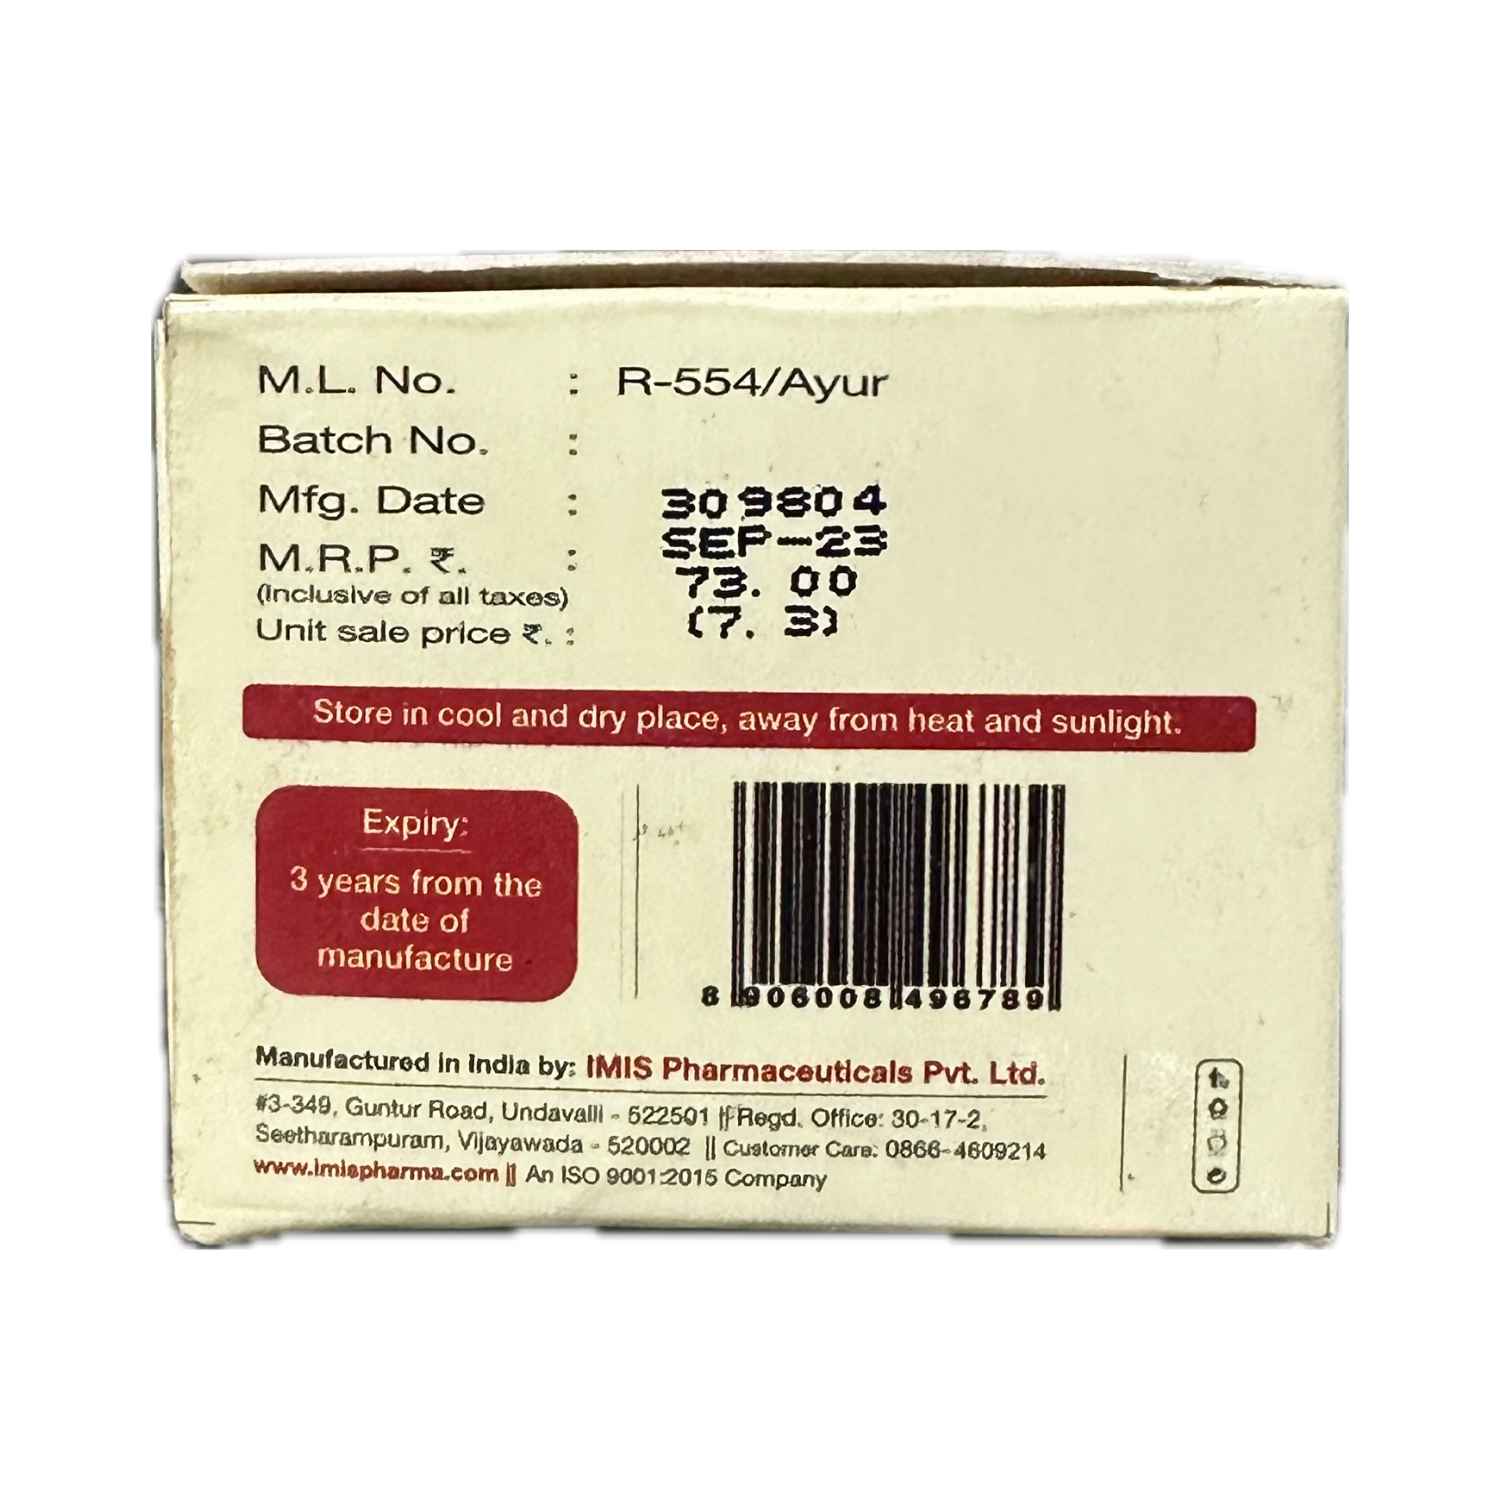 M.L. No. : R-554/Ayur
Batch No. :
Mfg. Date : 309804
SEP-23
M.R.P. ₹. : 73.00
(Inclusive of all taxes)
Unit sale price ₹. : (7.3)
Store in cool and dry place, away from heat and sunlight.
Expiry:
3 years from the
date of
manufacture
8 906008 496789
Manufactured in India by: IMIS Pharmaceuticals Pvt. Ltd.
#3-349, Guntur Road, Undavalli - 522501 || Regd. Office: 30-17-2,
Seetharampuram, Vijayawada - 520002 || Customer Care: 0866-4609214
www.imispharma.com || An ISO 9001:2015 Company